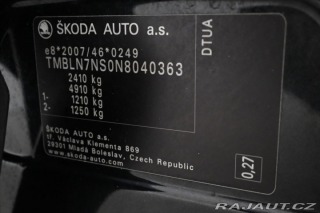 ŠKODA AUTO a.s.
e8*2007/46*0249
TMBLN7NS0N8040363
2410 kg
4910 kg
1- 1210 kg
2- 1250 kg
DTUA
ŠKODA AUTO a.s.
tř. Václava Klementa 869
29301 Mladá Boleslav, Czech Republic
www.skoda-auto.com
0,27
RAJAUT.CZ